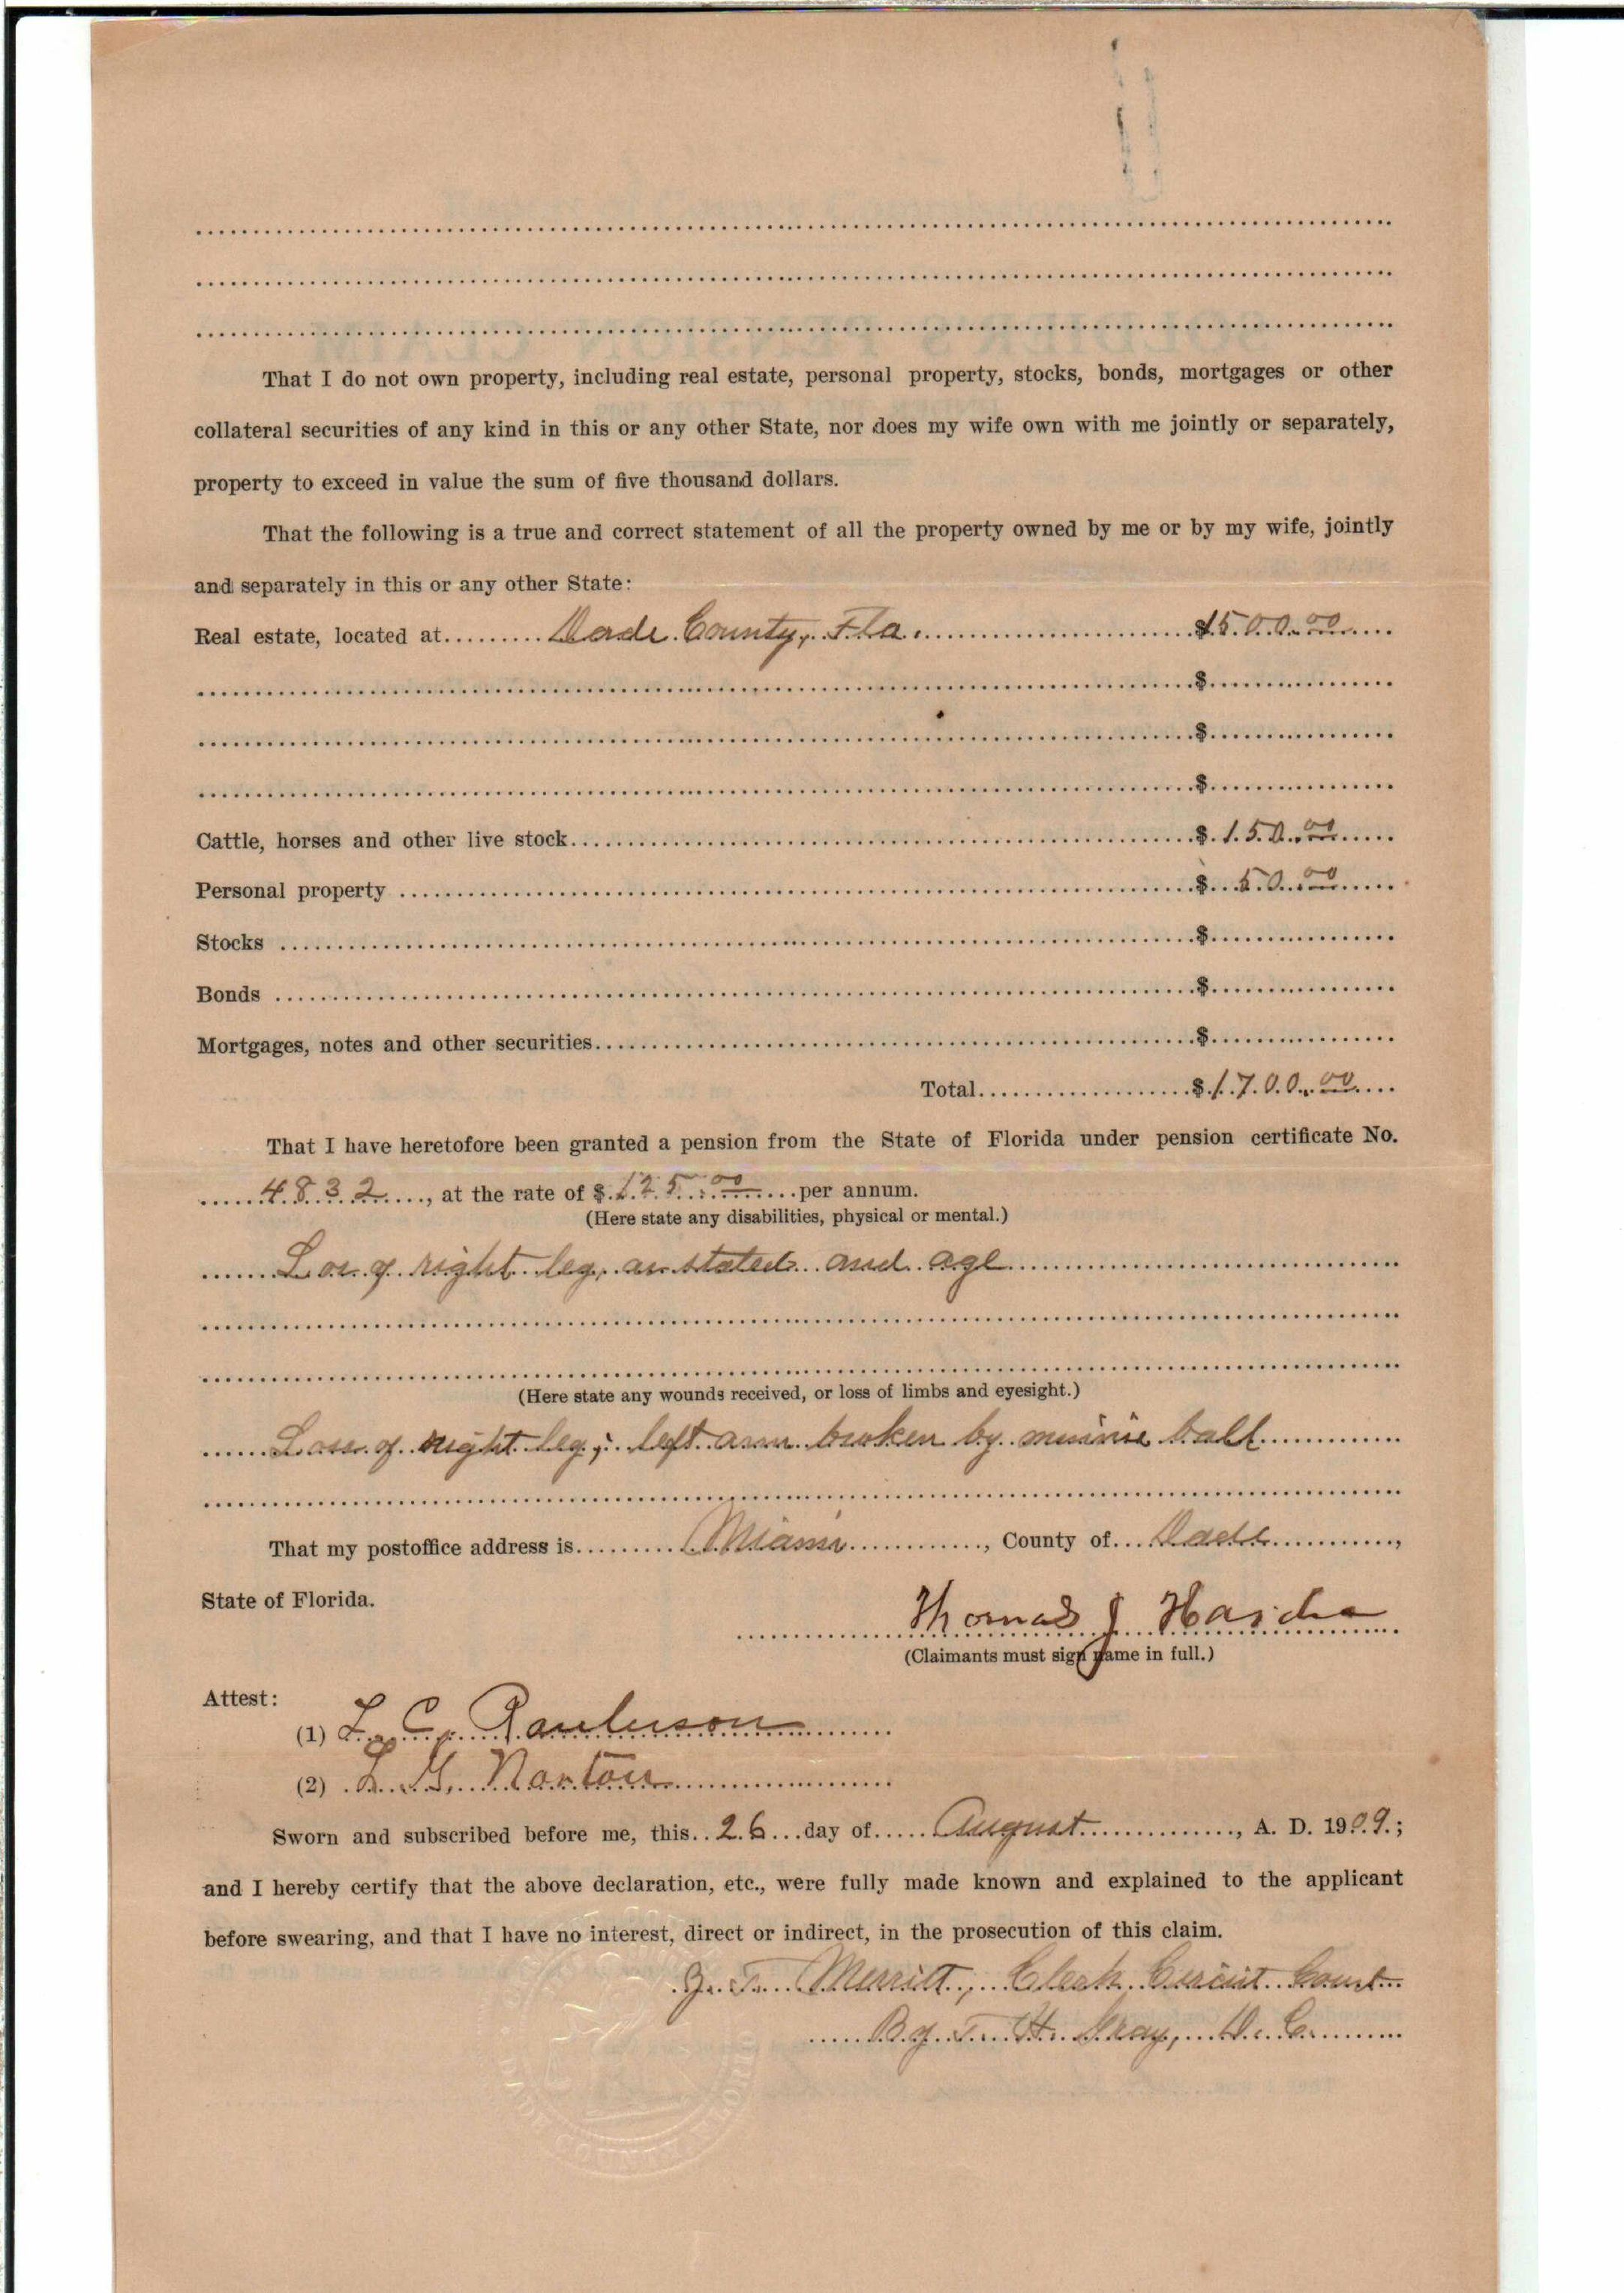 That I do not own property, including real estate, personal property, stocks, bonds, mortgages or other
collateral securities of any kind in this or any other State, nor does my wife own with me jointly or separately,
property to exceed in value the sum of five thousand dollars.
That the following is a true and correct statement of all the property owned by me or by my wife, jointly
and separately in this or any other State:
Real estate, located at Dade County, Fla. $1500.00
$
$
$
Cattle, horses and other live stock $150.00
Personal property $50.00
Stocks $
Bonds $
Mortgages, notes and other securities $
Total $1700.00
That I have heretofore been granted a pension from the State of Florida under pension certificate No.
4832, at the rate of $125.00 per annum.
(Here state any disabilities, physical or mental.)
Los of right leg, as stated and age
(Here state any wounds received, or loss of limbs and eyesight.)
Loss of right leg; left arm broken by minnie ball
That my postoffice address is Miami, County of Dade,
State of Florida.
Thomas J
(Claimants must sign name in full.)
Attest:
(1) L. C.
(2) L. G. Norton
Sworn and subscribed before me, this 26 day of August, A. D. 1909;
and I hereby certify that the above declaration, etc., were fully made known and explained to the applicant
before swearing, and that I have no interest, direct or indirect, in the prosecution of this claim.
Z. T. Merritt, Clerk Circuit Court
By T. H. Gray, D. C.
DADE COUNTY, FLORIDA